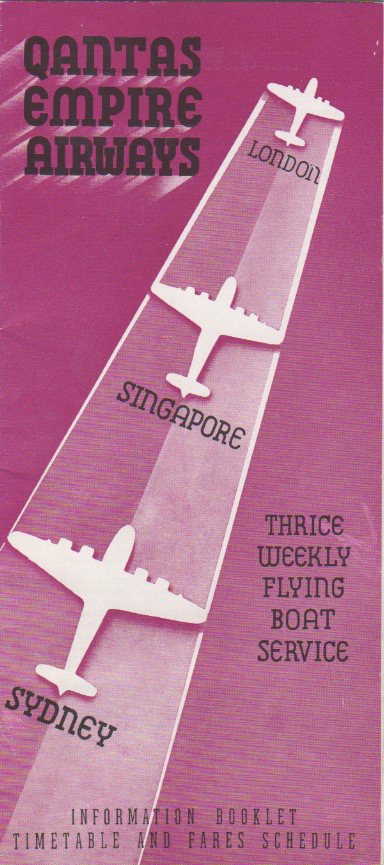 QANTAS
EMPIRE
AIRWAYS
LONDON
SINGAPORE
THRICE
WEEKLY
FLYING
BOAT
SERVICE
SYDNEY
INFORMATION BOOKLET
TIMETABLE AND FARES SCHEDULE